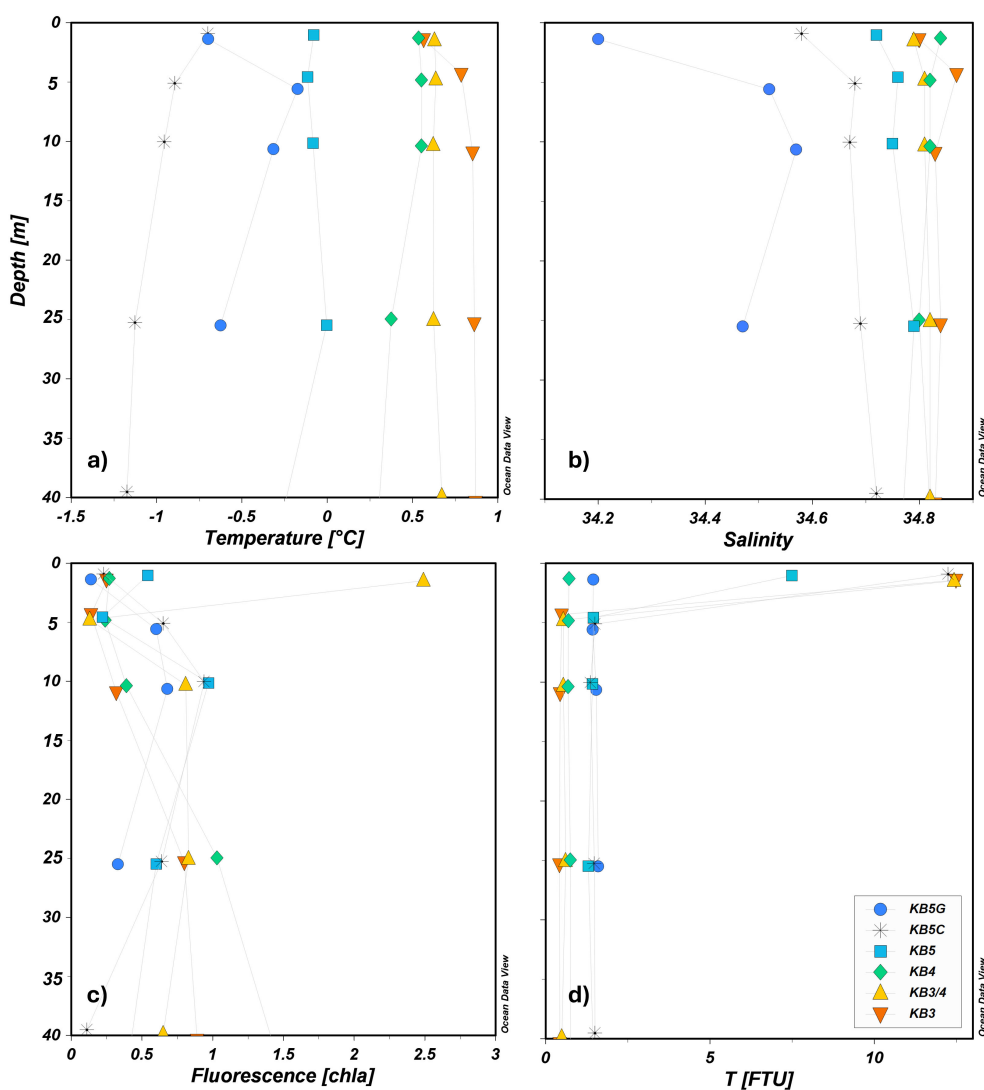 0
5
10
15
20
25
30
35
40
Depth [m]
a)
-1.5
-1
-0.5
0
0.5
1
Temperature [°C]
Ocean Data View
b)
34.2
34.4
34.6
34.8
Salinity
Ocean Data View
0
5
10
15
20
25
30
35
40
c)
0
0.5
1
1.5
2
2.5
3
Fluorescence [chla]
Ocean Data View
d)
KB5G
KB5C
KB5
KB4
KB3/4
KB3
0
5
10
T [FTU]
Ocean Data View